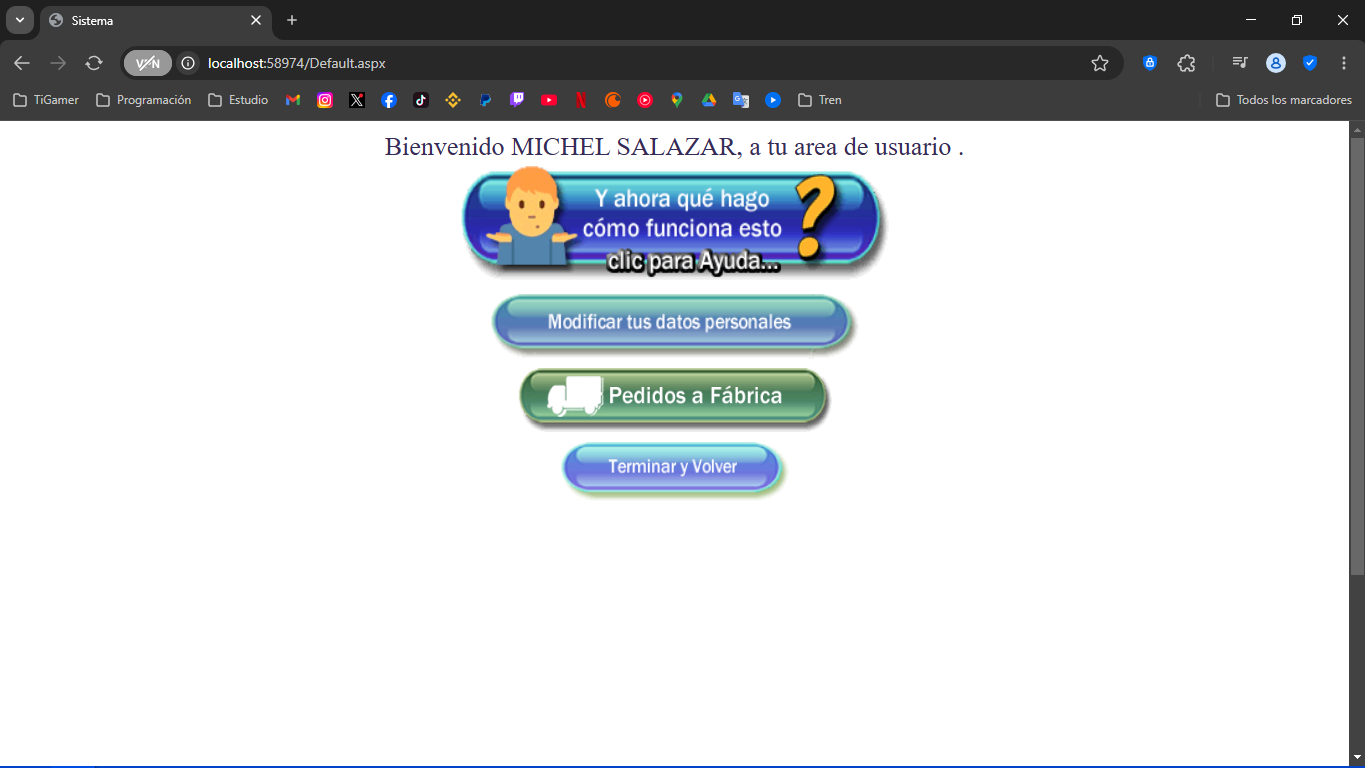 Sistema
VPN
localhost:58974/Default.aspx
TiGamer
Programación
Estudio
Tren
Todos los marcadores
Bienvenido MICHEL SALAZAR, a tu area de usuario .
Y ahora qué hago
cómo funciona esto
?
clic para Ayuda...
Modificar tus datos personales
Pedidos a Fábrica
Terminar y Volver